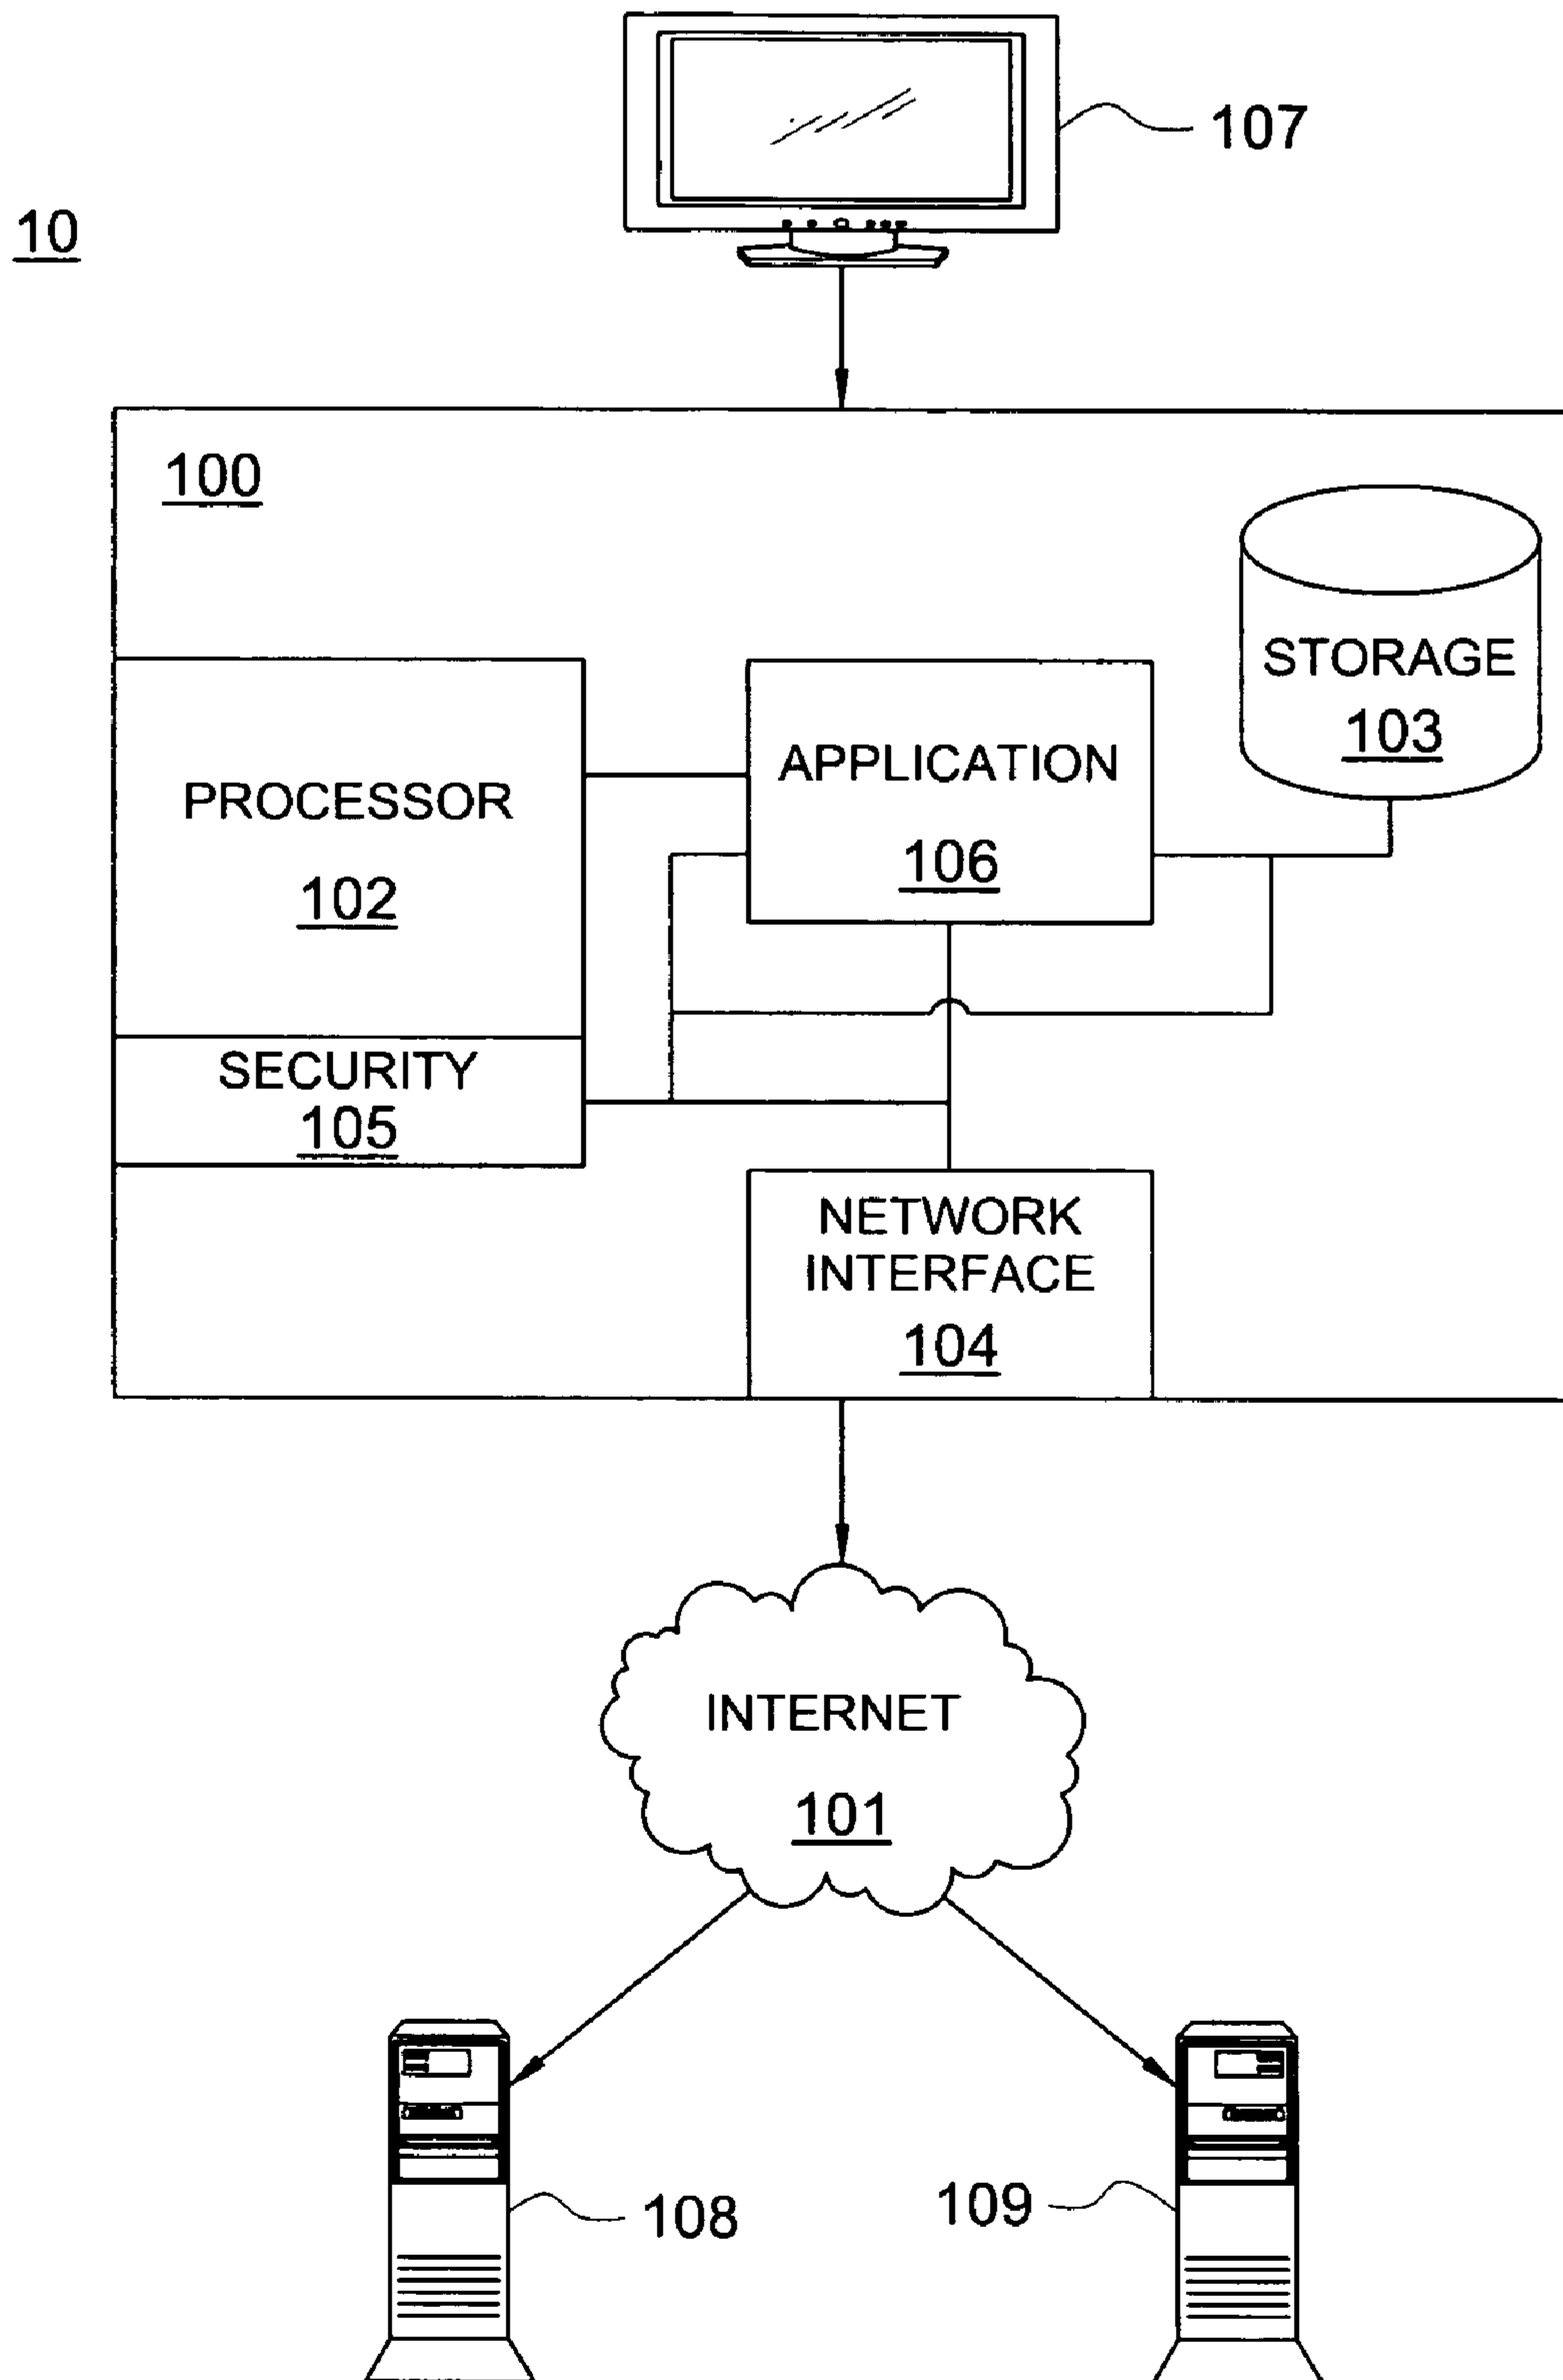 107
10
100
STORAGE
103
APPLICATION
106
PROCESSOR
102
SECURITY
105
NETWORK
INTERFACE
104
INTERNET
101
108
109